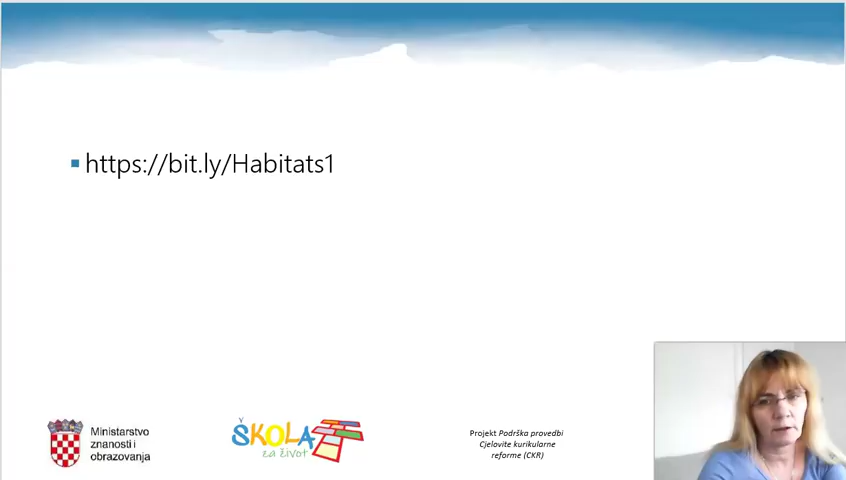 https://bit.ly/Habitats1
Ministarstvo
znanosti i
obrazovanja
ŠKOLA
za život
Projekt Podrška provedbi
Cjelovite kurikularne
reforme (CKR)